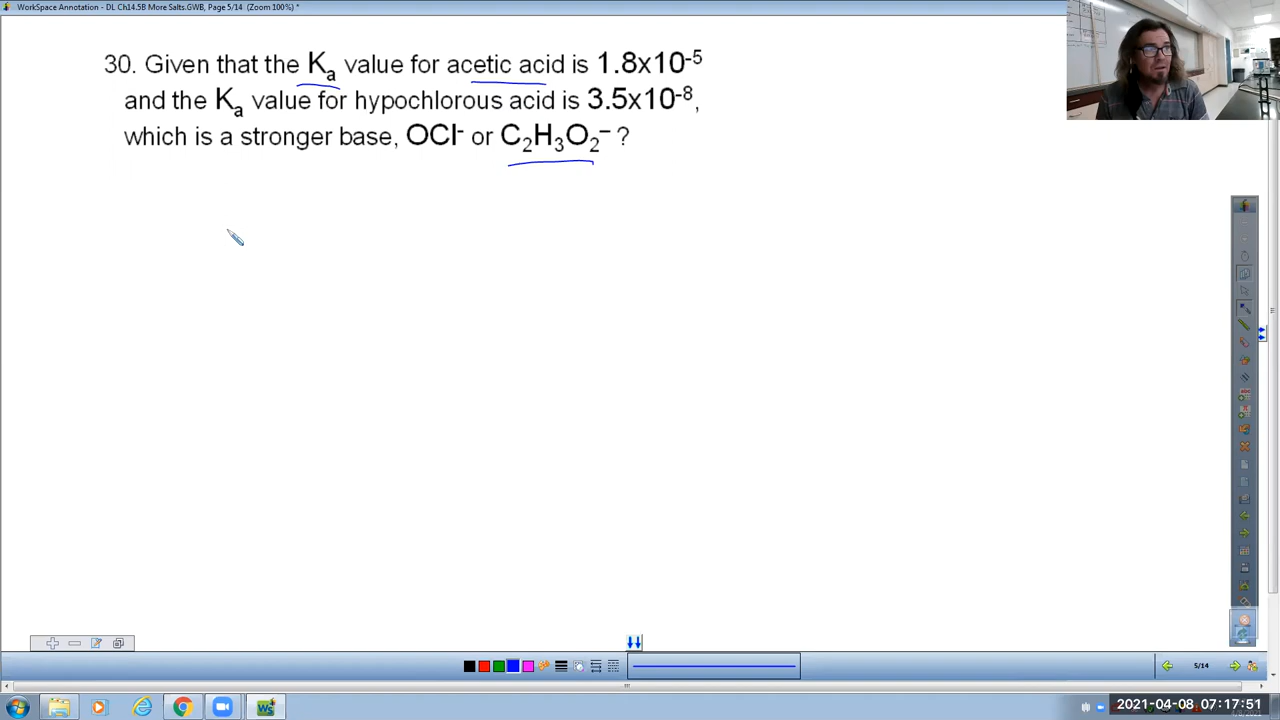 WorkSpace Annotation - DL Ch14.5B More Salts.GWB, Page 5/14 (Zoom 100%) *
30. Given that the Kₐ value for acetic acid is 1.8x10⁻⁵
and the Kₐ value for hypochlorous acid is 3.5x10⁻⁸,
which is a stronger base, OCl⁻ or C₂H₃O₂⁻ ?
5/14
2021-04-08 07:17:51